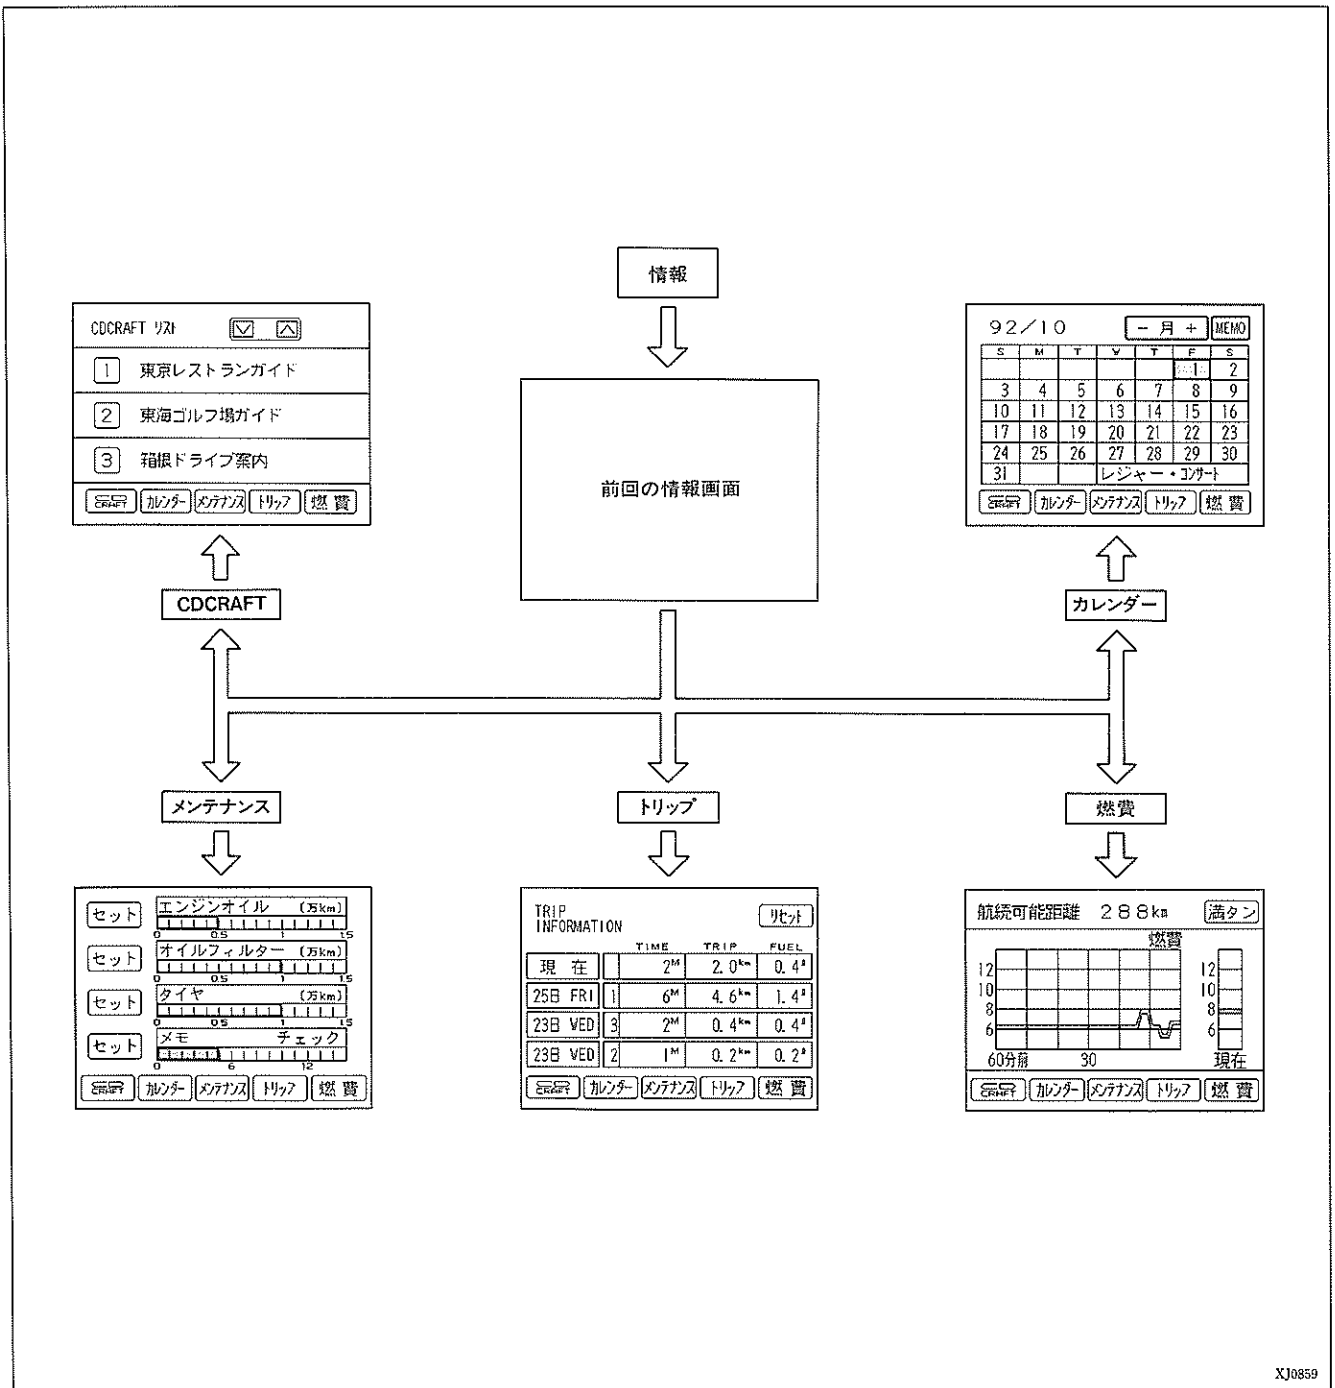 情報
CDCRAFT リスト
1 東京レストランガイド
2 東海ゴルフ場ガイド
3 箱根ドライブ案内
CD CRAFT カレンダー メンテナンス トリップ 燃費
前回の情報画面
92/10 - 月 + MEMO
S M T W T F S
1 2
3 4 5 6 7 8 9
10 11 12 13 14 15 16
17 18 19 20 21 22 23
24 25 26 27 28 29 30
31 レジャー・コンサート
CD CRAFT カレンダー メンテナンス トリップ 燃費
CDCRAFT
カレンダー
メンテナンス
トリップ
燃費
セット エンジンオイル (万km)
0 0.5 1 1.5
セット オイルフィルター (万km)
0 0.5 1 1.5
セット タイヤ (万km)
0 0.5 1 1.5
セット メモ チェック
0 6 12
CD CRAFT カレンダー メンテナンス トリップ 燃費
TRIP
INFORMATION リセット
TIME TRIP FUEL
現在 2M 2.0km 0.4ℓ
25日 FRI 1 6M 4.6km 1.4ℓ
23日 WED 3 2M 0.4km 0.4ℓ
23日 WED 2 1M 0.2km 0.2ℓ
CD CRAFT カレンダー メンテナンス トリップ 燃費
航続可能距離 288km 満タン
燃費
12 12
10 10
8 8
6 6
60分前 30 現在
CD CRAFT カレンダー メンテナンス トリップ 燃費
XJ0859